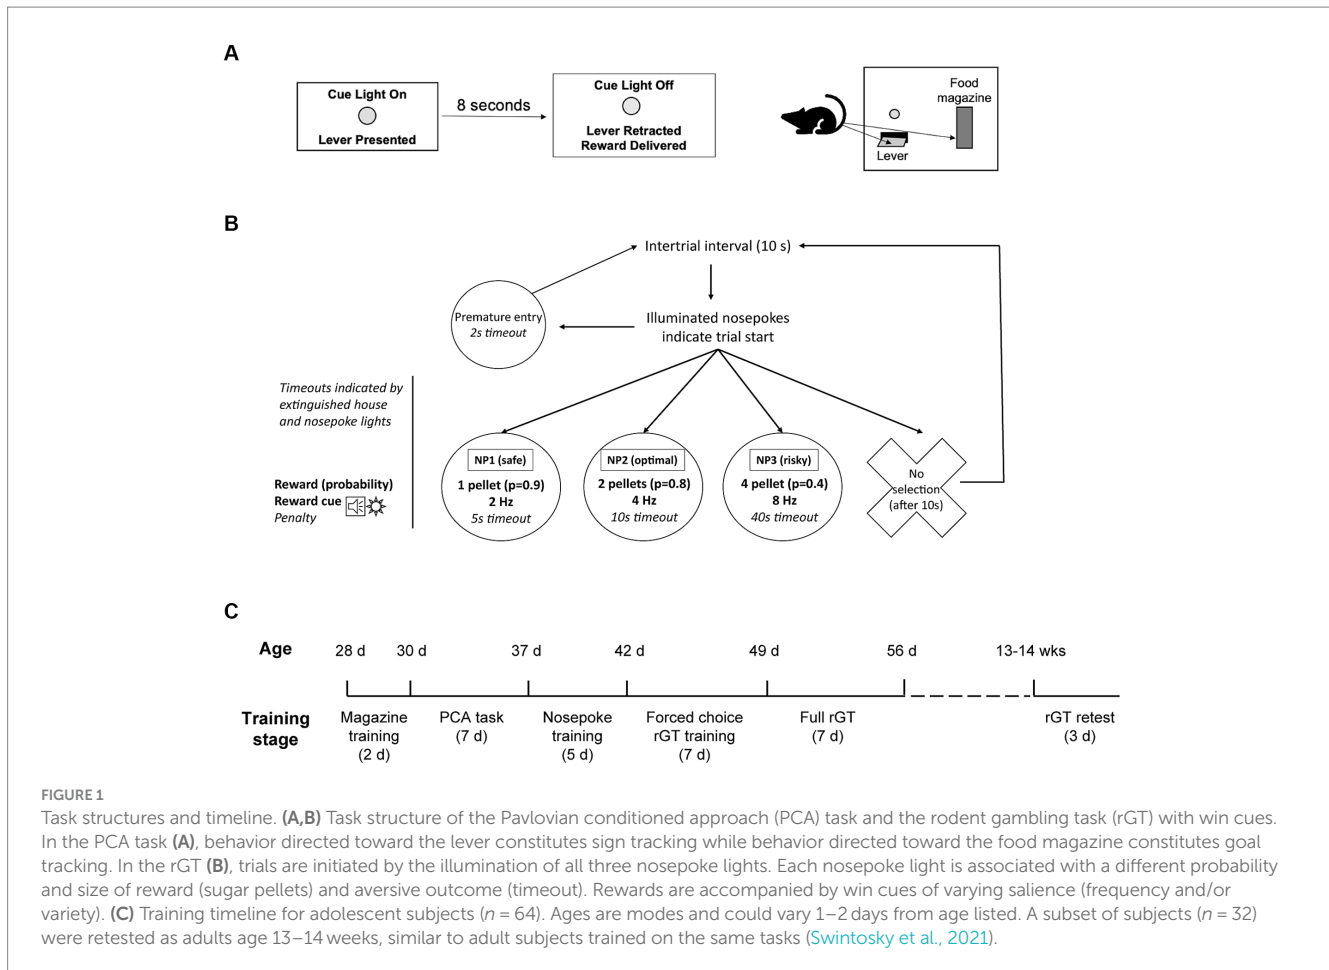 A
Cue Light On
Lever Presented
8 seconds
Cue Light Off
Lever Retracted
Reward Delivered
Food
magazine
Lever
B
Intertrial interval (10 s)
Premature entry
2s timeout
Illuminated nosepokes
indicate trial start
Timeouts indicated by
extinguished house
and nosepoke lights
Reward (probability)
Reward cue
Penalty
NP1 (safe)
1 pellet (p=0.9)
2 Hz
5s timeout
NP2 (optimal)
2 pellets (p=0.8)
4 Hz
10s timeout
NP3 (risky)
4 pellet (p=0.4)
8 Hz
40s timeout
No
selection
(after 10s)
C
Age
28 d 30 d 37 d 42 d 49 d 56 d 13-14 wks
Training
stage
Magazine
training
(2 d)
PCA task
(7 d)
Nosepoke
training
(5 d)
Forced choice
rGT training
(7 d)
Full rGT
(7 d)
rGT retest
(3 d)
FIGURE 1
Task structures and timeline. (A,B) Task structure of the Pavlovian conditioned approach (PCA) task and the rodent gambling task (rGT) with win cues.
In the PCA task (A), behavior directed toward the lever constitutes sign tracking while behavior directed toward the food magazine constitutes goal
tracking. In the rGT (B), trials are initiated by the illumination of all three nosepoke lights. Each nosepoke light is associated with a different probability
and size of reward (sugar pellets) and aversive outcome (timeout). Rewards are accompanied by win cues of varying salience (frequency and/or
variety). (C) Training timeline for adolescent subjects (n = 64). Ages are modes and could vary 1–2 days from age listed. A subset of subjects (n = 32)
were retested as adults age 13–14 weeks, similar to adult subjects trained on the same tasks (Swintosky et al., 2021).